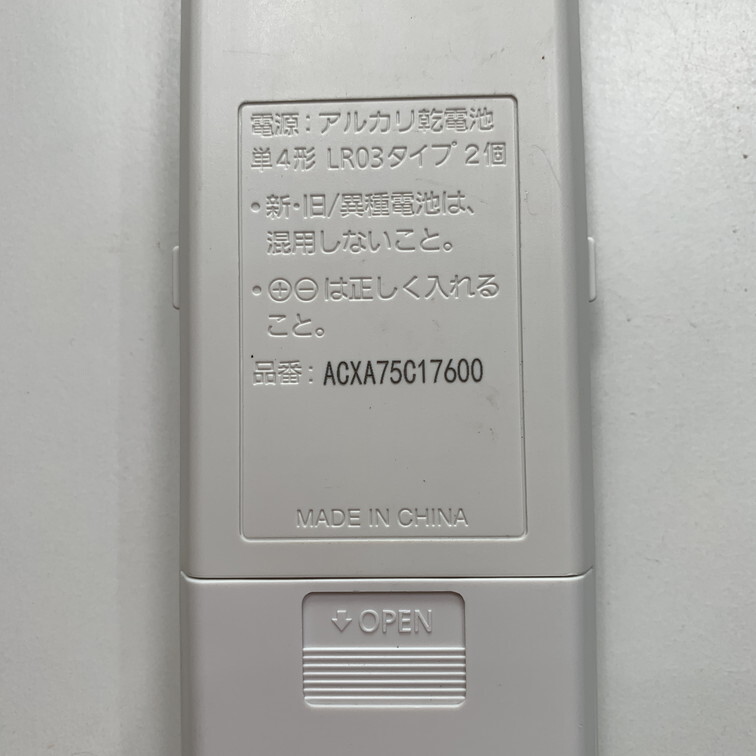 電源：アルカリ乾電池
単4形 LR03タイプ 2個
・新・旧/異種電池は、
混用しないこと。
・⊕⊖は正しく入れる
こと。
品番：ACXA75C17600
MADE IN CHINA
OPEN